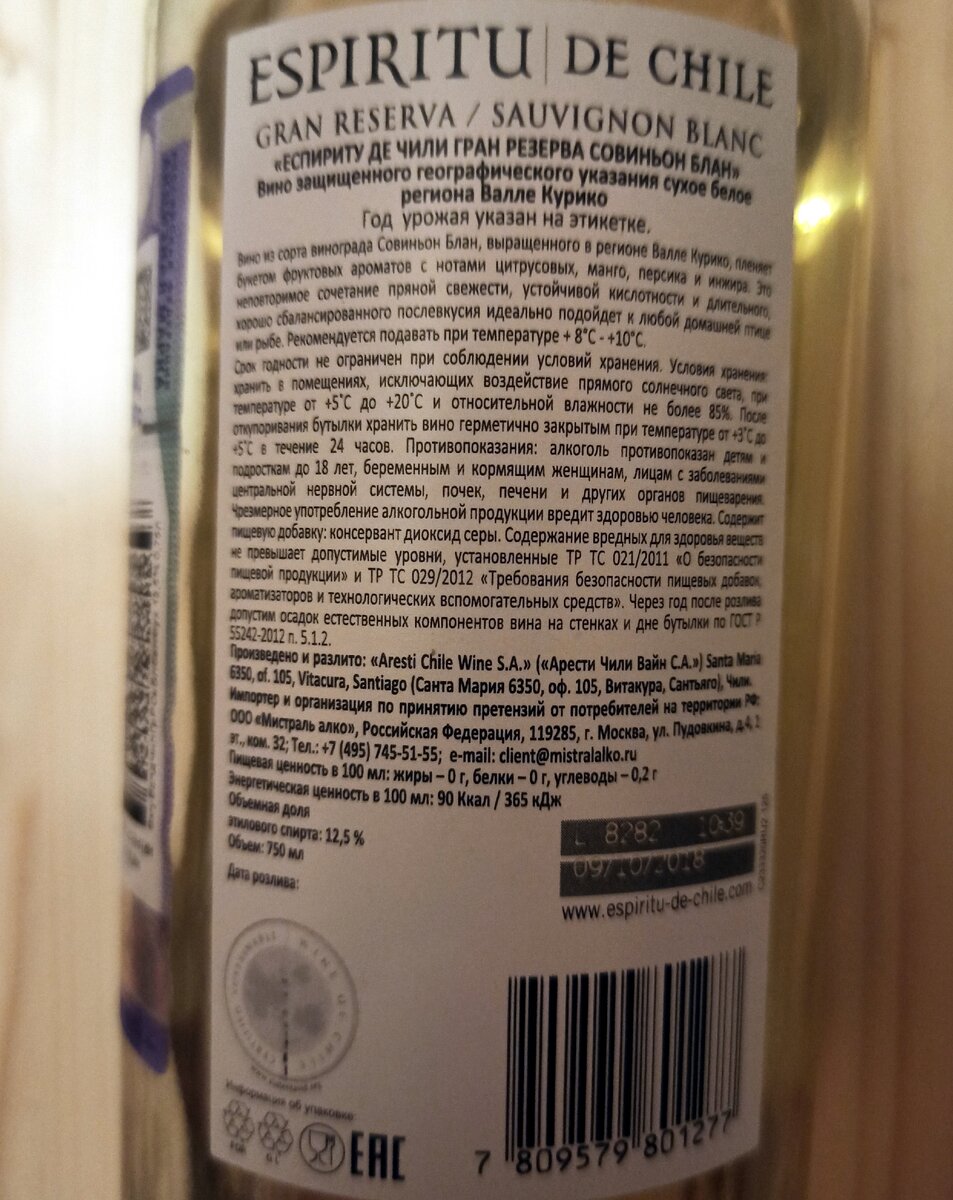 ESPIRITU | DE CHILE
GRAN RESERVA / SAUVIGNON BLANC
«ЕСПИРИТУ ДЕ ЧИЛИ ГРАН РЕЗЕРВА СОВИНЬОН БЛАН»
Вино защищенного географического указания сухое белое
региона Валле Курико
Год урожая указан на этикетке.
Вино из сорта винограда Совиньон Блан, выращенного в регионе Валле Курико, пленяет
букетом фруктовых ароматов с нотами цитрусовых, манго, персика и инжира. Это
неповторимое сочетание пряной свежести, устойчивой кислотности и длительного,
хорошо сбалансированного послевкусия идеально подойдет к любой домашней птице
или рыбе. Рекомендуется подавать при температуре + 8°С - +10°С.
Срок годности не ограничен при соблюдении условий хранения. Условия хранения:
хранить в помещениях, исключающих воздействие прямого солнечного света, при
температуре от +5˚С до +20˚С и относительной влажности не более 85%. После
откупоривания бутылки хранить вино герметично закрытым при температуре от +3˚С до
+5˚С в течение 24 часов. Противопоказания: алкоголь противопоказан детям и
подросткам до 18 лет, беременным и кормящим женщинам, лицам с заболеваниями
центральной нервной системы, почек, печени и других органов пищеварения.
Чрезмерное употребление алкогольной продукции вредит здоровью человека. Содержит
пищевую добавку: консервант диоксид серы. Содержание вредных для здоровья веществ
не превышает допустимые уровни, установленные ТР ТС 021/2011 «О безопасности
пищевой продукции» и ТР ТС 029/2012 «Требования безопасности пищевых добавок,
ароматизаторов и технологических вспомогательных средств». Через год после розлива
допустим осадок естественных компонентов вина на стенках и дне бутылки по ГОСТ Р
55242-2012 п. 5.1.2.
Произведено и разлито: «Aresti Chile Wine S.A.» («Арести Чили Вайн С.А.») Santa Maria
6350, of. 105, Vitacura, Santiago (Санта Мария 6350, оф. 105, Витакура, Сантьяго), Чили.
Импортер и организация по принятию претензий от потребителей на территории РФ:
ООО «Мистраль алко», Российская Федерация, 119285, г. Москва, ул. Пудовкина, д.4, 2
эт., ком. 32; Тел.: +7 (495) 745-51-55; e-mail: client@mistralalko.ru
Пищевая ценность в 100 мл: жиры – 0 г, белки – 0 г, углеводы – 0,2 г
Энергетическая ценность в 100 мл: 90 Ккал / 365 кДж
Объемная доля
этилового спирта: 12,5 %
Объем: 750 мл
Дата розлива:
L 8282 10:39
09/10/2018
www.espiritu-de-chile.com
WINE OF CHILE CERTIFIED SUSTAINABLE
Информация об упаковке:
EAC
7 809579 801277